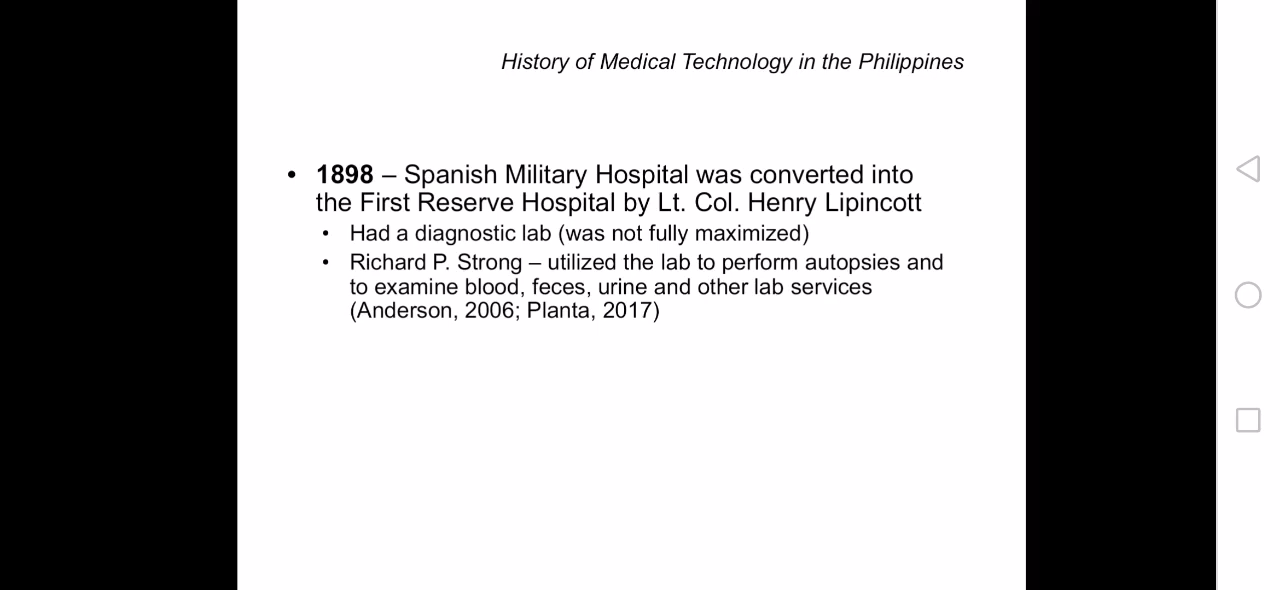 History of Medical Technology in the Philippines
• 1898 – Spanish Military Hospital was converted into
the First Reserve Hospital by Lt. Col. Henry Lipincott
• Had a diagnostic lab (was not fully maximized)
• Richard P. Strong – utilized the lab to perform autopsies and
to examine blood, feces, urine and other lab services
(Anderson, 2006; Planta, 2017)